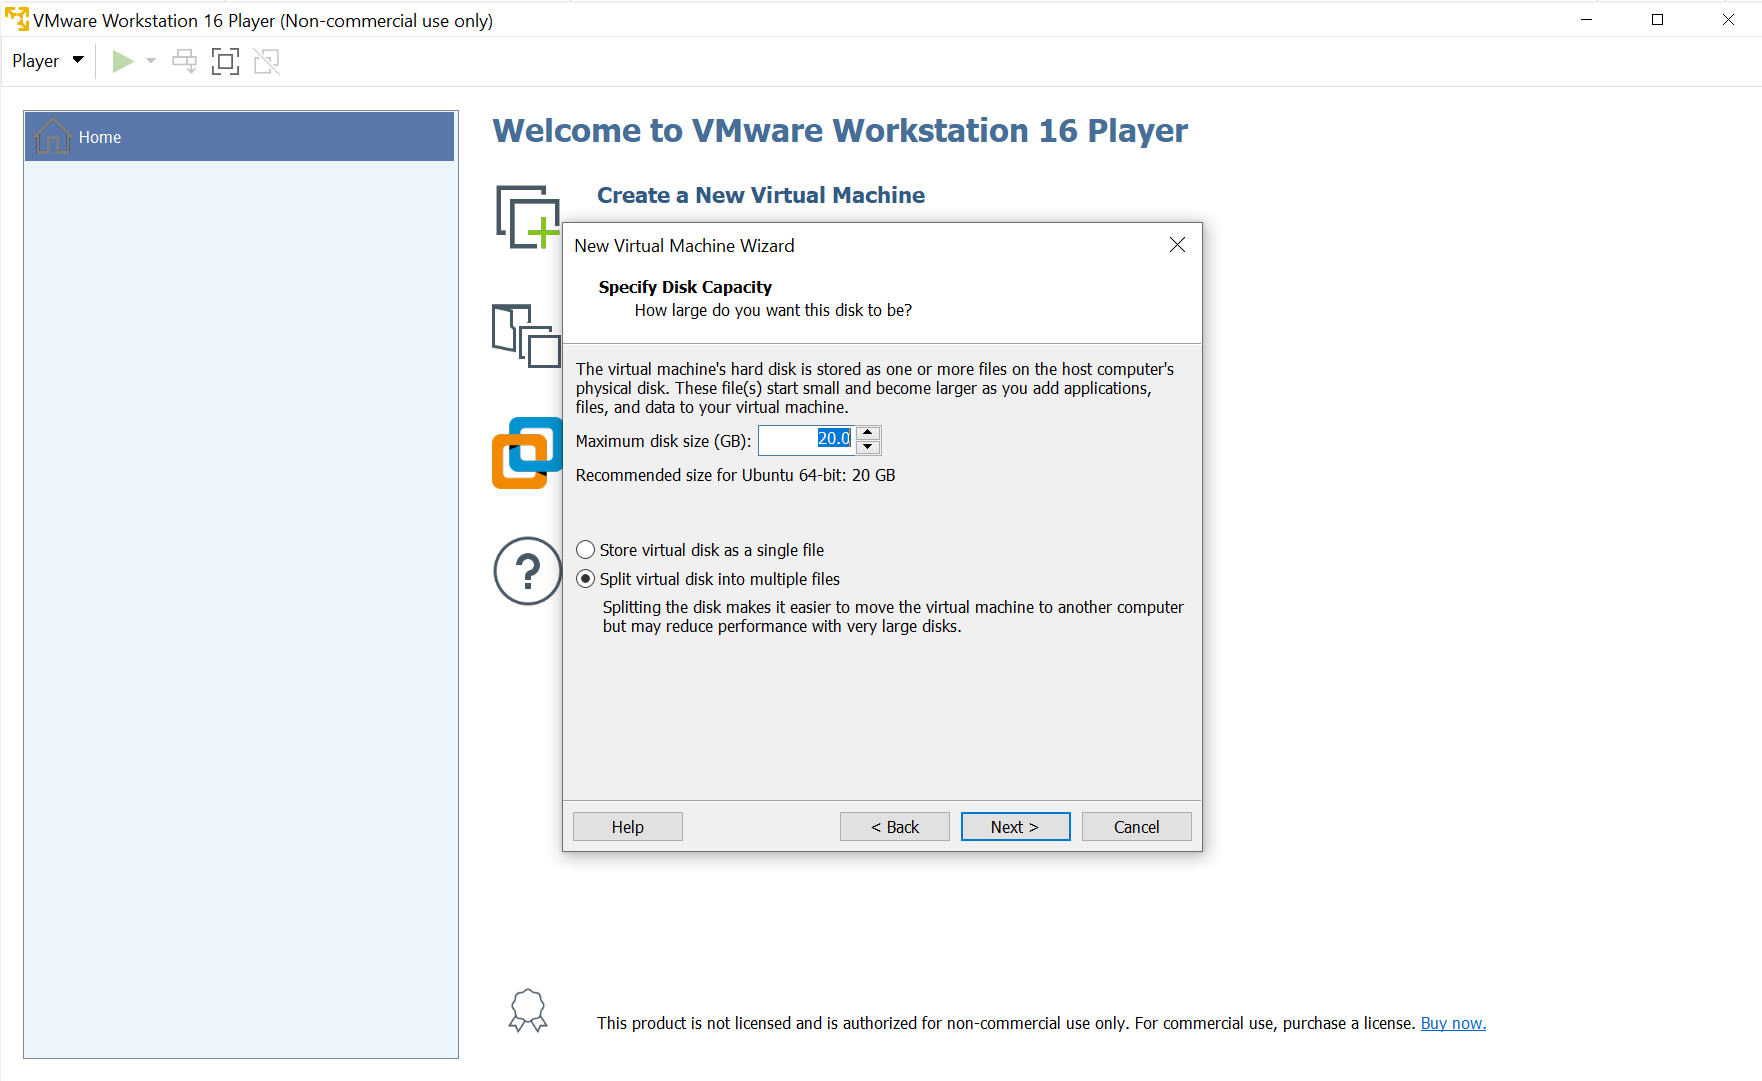 VMware Workstation 16 Player (Non-commercial use only)
Player
Home
Welcome to VMware Workstation 16 Player
Create a New Virtual Machine
New Virtual Machine Wizard
Specify Disk Capacity
How large do you want this disk to be?
The virtual machine's hard disk is stored as one or more files on the host computer's
physical disk. These file(s) start small and become larger as you add applications,
files, and data to your virtual machine.
Maximum disk size (GB): 20.0
Recommended size for Ubuntu 64-bit: 20 GB
Store virtual disk as a single file
Split virtual disk into multiple files
Splitting the disk makes it easier to move the virtual machine to another computer
but may reduce performance with very large disks.
?
Help < Back Next > Cancel
This product is not licensed and is authorized for non-commercial use only. For commercial use, purchase a license. Buy now.